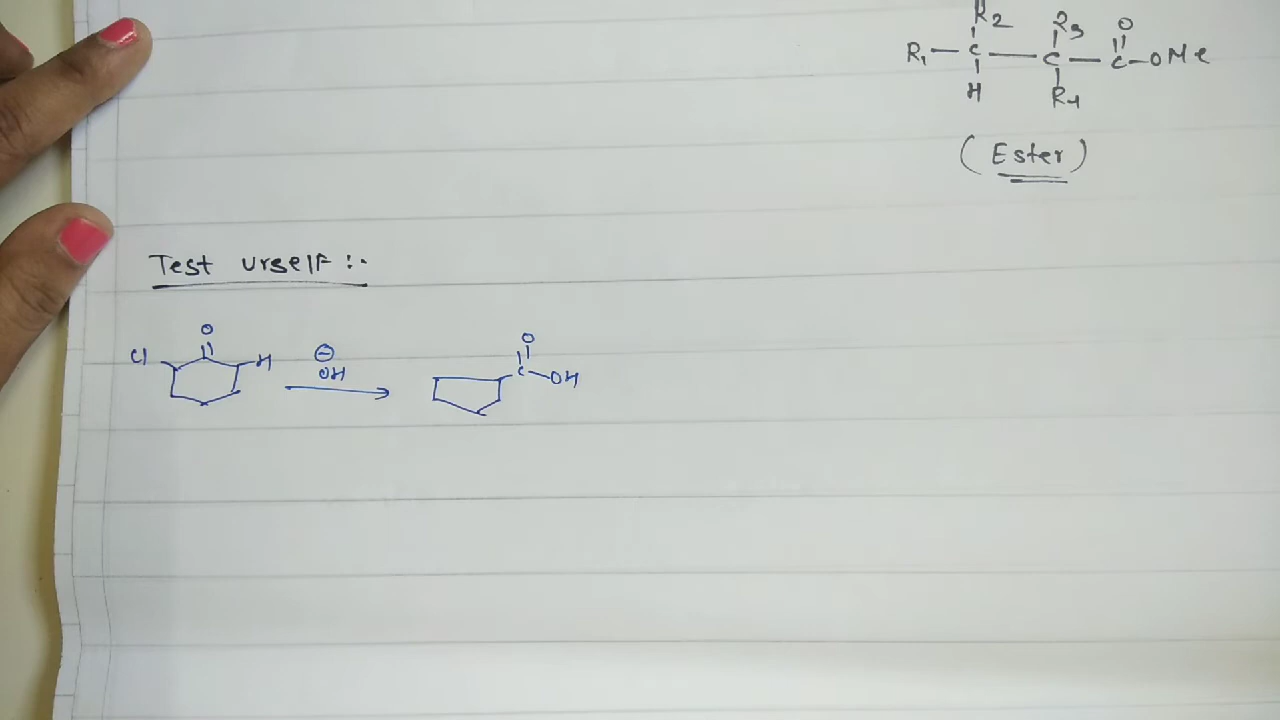 R2 R3 O
R1 — C — C — C — OMe
H R4
(Ester)
Test urself :-
O O
Cl H ⊖ C — OH
OH